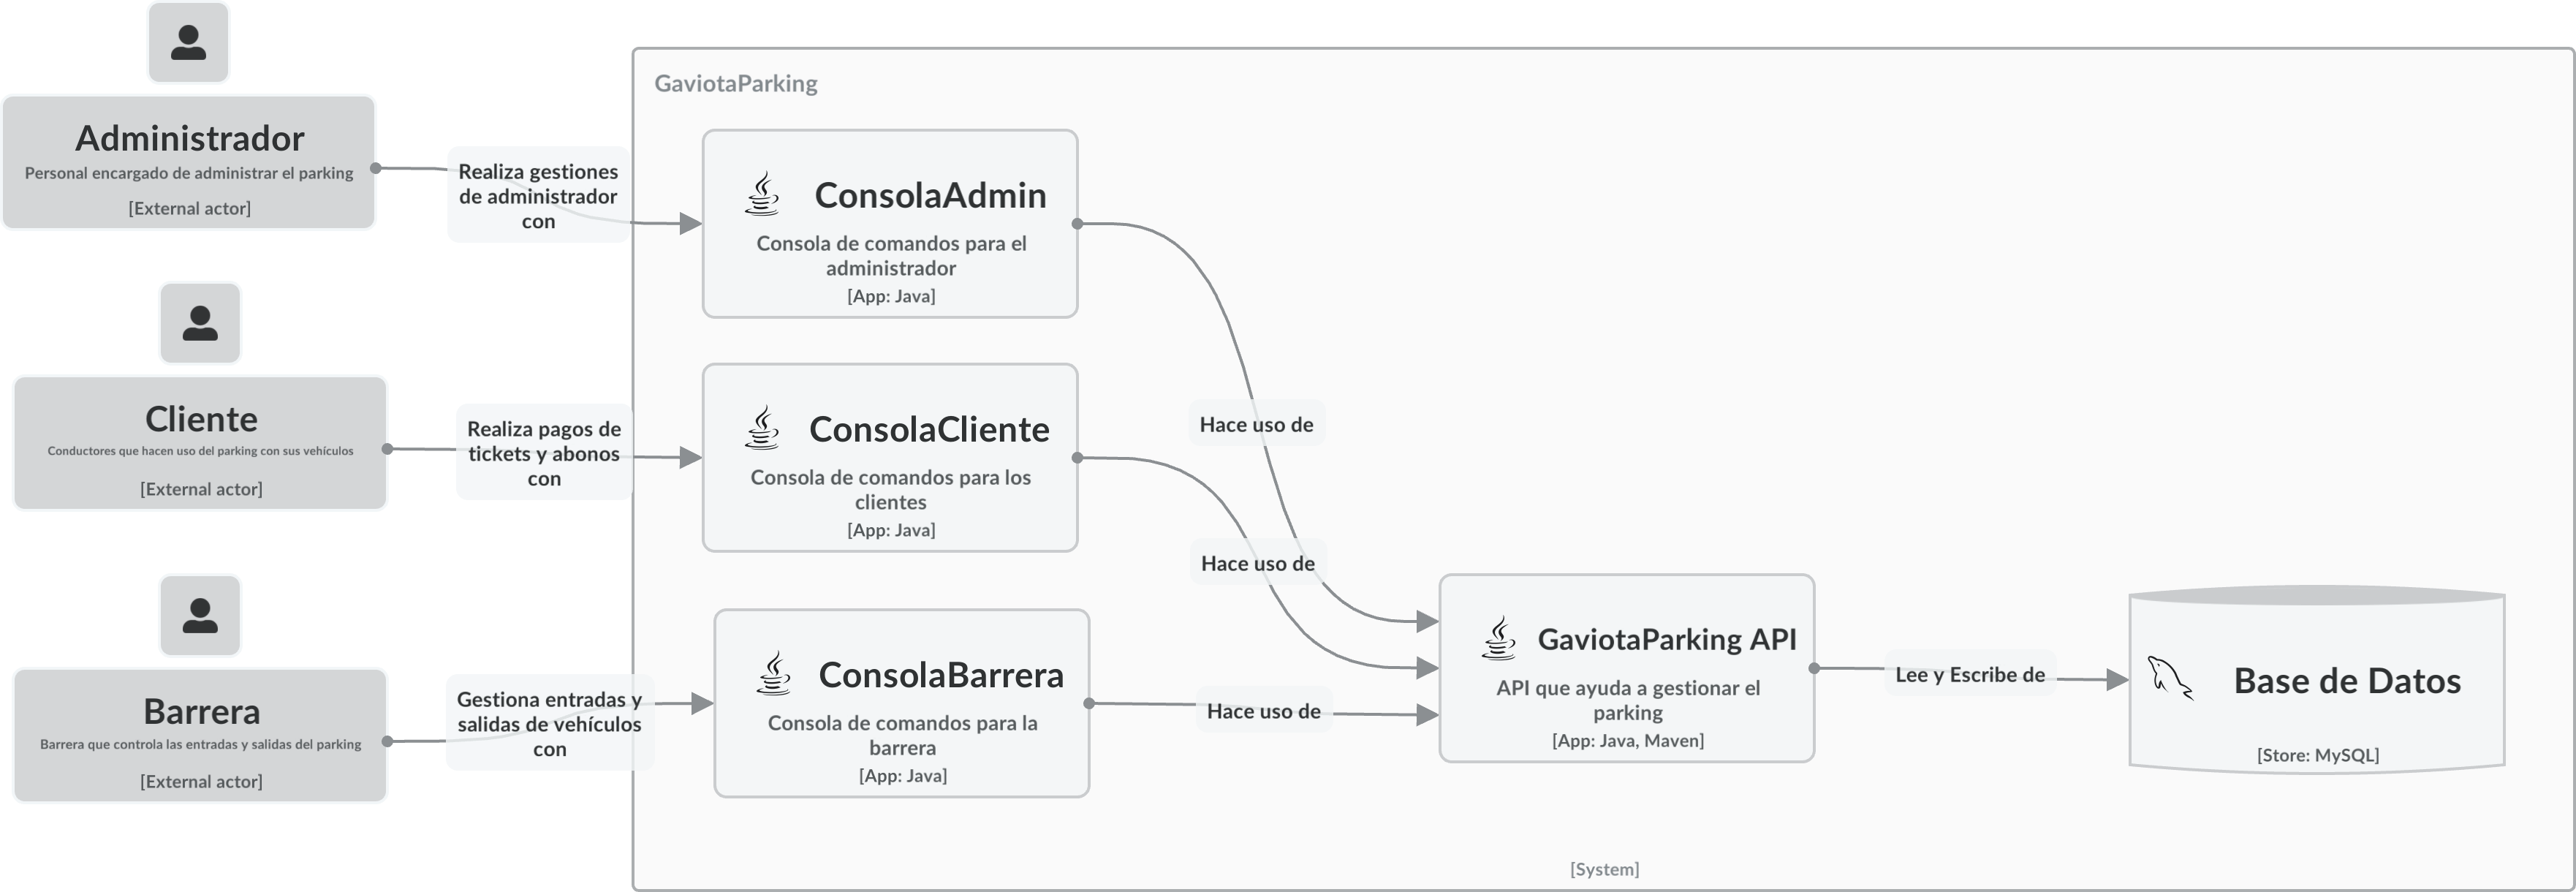 Administrador
Personal encargado de administrar el parking
[External actor]
Realiza gestiones
de administrador
con
Cliente
Conductores que hacen uso del parking con sus vehículos
[External actor]
Realiza pagos de
tickets y abonos
con
Barrera
Barrera que controla las entradas y salidas del parking
[External actor]
Gestiona entradas y
salidas de vehículos
con
GaviotaParking
ConsolaAdmin
Consola de comandos para el
administrador
[App: Java]
ConsolaCliente
Consola de comandos para los
clientes
[App: Java]
ConsolaBarrera
Consola de comandos para la
barrera
[App: Java]
Hace uso de
Hace uso de
Hace uso de
GaviotaParking API
API que ayuda a gestionar el
parking
[App: Java, Maven]
Lee y Escribe de
Base de Datos
[Store: MySQL]
[System]